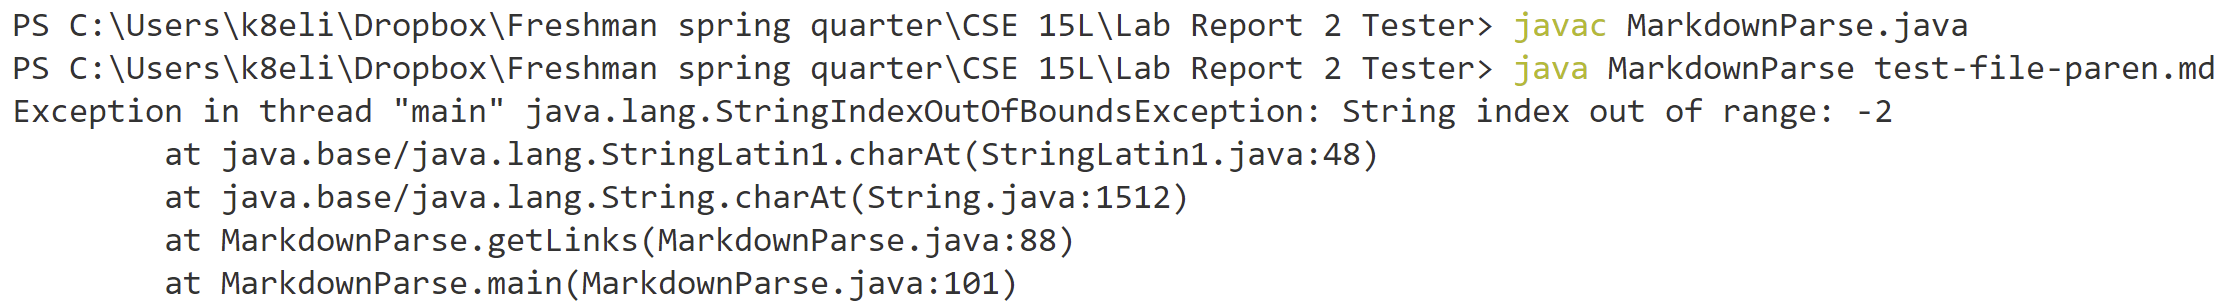 PS C:\Users\k8eli\Dropbox\Freshman spring quarter\CSE 15L\Lab Report 2 Tester> javac MarkdownParse.java
PS C:\Users\k8eli\Dropbox\Freshman spring quarter\CSE 15L\Lab Report 2 Tester> java MarkdownParse test-file-paren.md
Exception in thread "main" java.lang.StringIndexOutOfBoundsException: String index out of range: -2
        at java.base/java.lang.StringLatin1.charAt(StringLatin1.java:48)
        at java.base/java.lang.String.charAt(String.java:1512)
        at MarkdownParse.getLinks(MarkdownParse.java:88)
        at MarkdownParse.main(MarkdownParse.java:101)